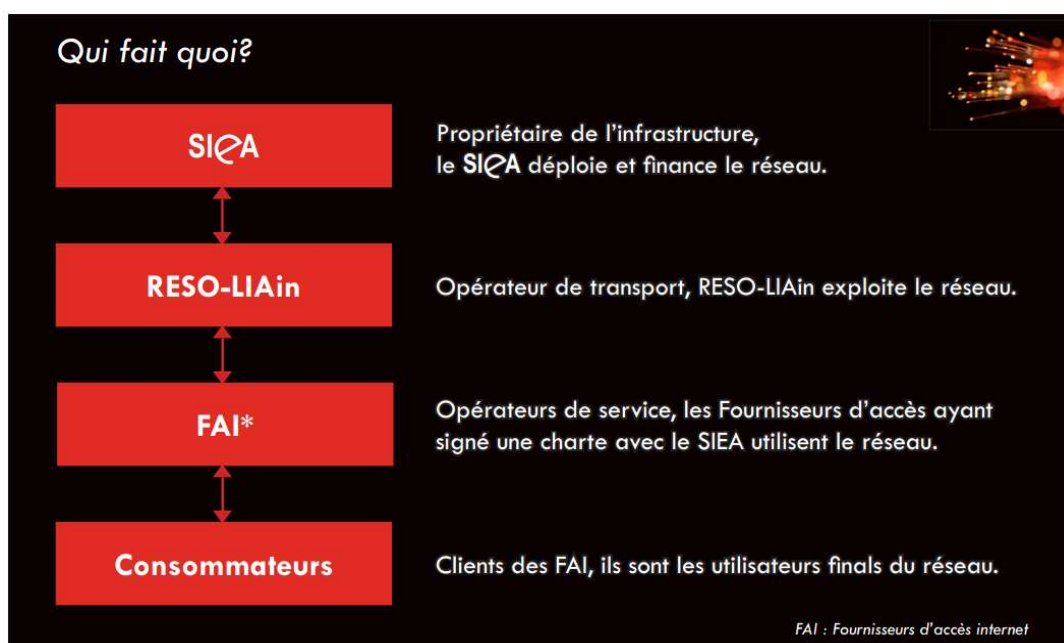 Qui fait quoi?
SIeA
Propriétaire de l'infrastructure,
le SIeA déploie et finance le réseau.
RESO-LIAin
Opérateur de transport, RESO-LIAin exploite le réseau.
FAI*
Opérateurs de service, les Fournisseurs d'accès ayant
signé une charte avec le SIEA utilisent le réseau.
Consommateurs
Clients des FAI, ils sont les utilisateurs finals du réseau.
FAI : Fournisseurs d'accès internet